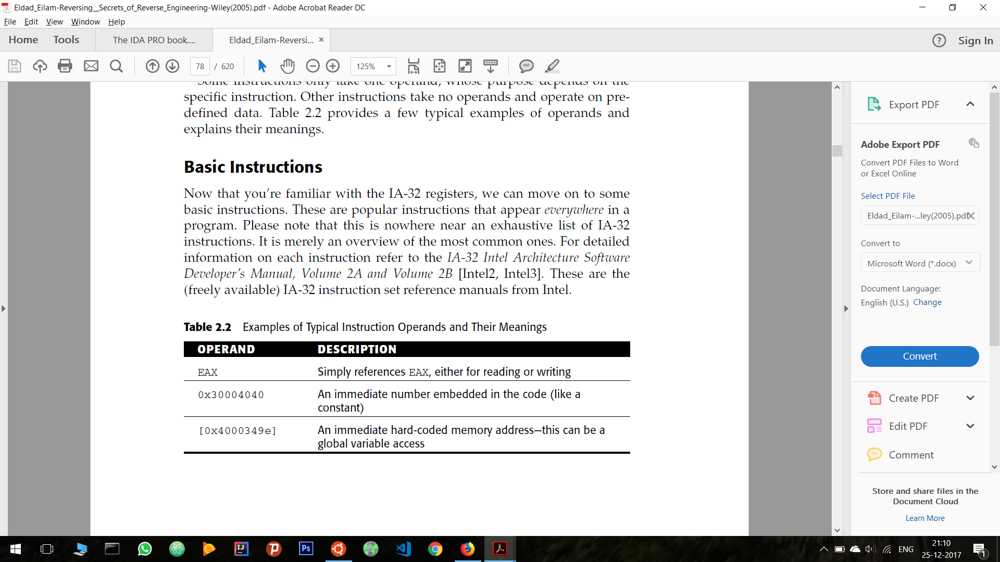 Eldad_Eilam-Reversing__Secrets_of_Reverse_Engineering-Wiley(2005).pdf - Adobe Acrobat Reader DC
File Edit View Window Help
Home Tools The IDA PRO book.... Eldad_Eilam-Reversi... × ? Sign In
78 / 620 125%
Some instructions only take one operand, whose purpose depends on the
specific instruction. Other instructions take no operands and operate on pre-
defined data. Table 2.2 provides a few typical examples of operands and
explains their meanings.
Basic Instructions
Now that you’re familiar with the IA-32 registers, we can move on to some
basic instructions. These are popular instructions that appear everywhere in a
program. Please note that this is nowhere near an exhaustive list of IA-32
instructions. It is merely an overview of the most common ones. For detailed
information on each instruction refer to the IA-32 Intel Architecture Software
Developer’s Manual, Volume 2A and Volume 2B [Intel2, Intel3]. These are the
(freely available) IA-32 instruction set reference manuals from Intel.
Table 2.2 Examples of Typical Instruction Operands and Their Meanings
OPERAND DESCRIPTION
EAX Simply references EAX, either for reading or writing
0x30004040 An immediate number embedded in the code (like a
constant)
[0x4000349e] An immediate hard-coded memory address—this can be a
global variable access
Export PDF
Adobe Export PDF
Convert PDF Files to Word
or Excel Online
Select PDF File
Eldad_Eilam-...ley(2005).pdf
Convert to
Microsoft Word (*.docx)
Document Language:
English (U.S.) Change
Convert
Create PDF
Edit PDF
Comment
Store and share files in the
Document Cloud
Learn More
IJ
Ps
ENG
21:10
25-12-2017
1